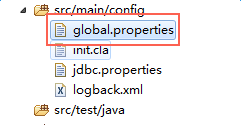 src/main/config
global.properties
init.cla
jdbc.properties
logback.xml
src/test/java